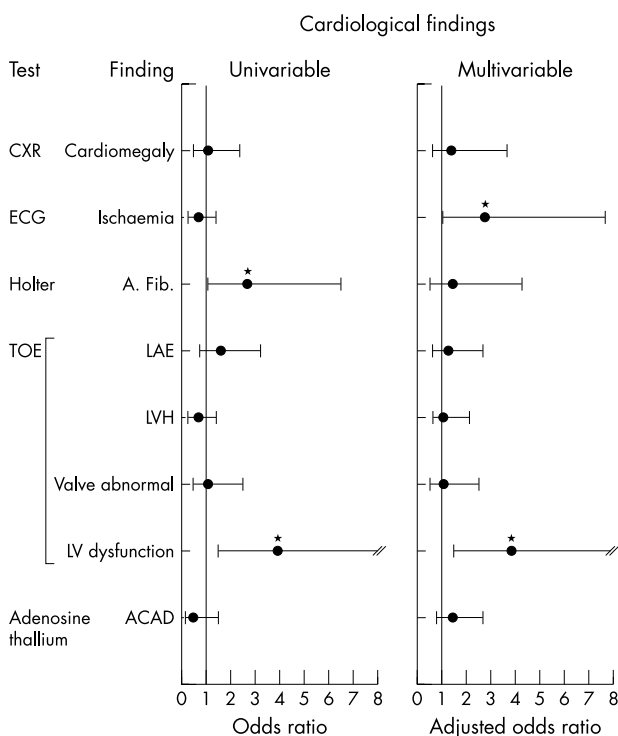 Cardiological findings
Test Finding Univariable Multivariable
CXR Cardiomegaly
ECG Ischaemia
Holter A. Fib.
TOE LAE
LVH
Valve abnormal
LV dysfunction
Adenosine thallium ACAD
0 1 2 3 4 5 6 7 8 0 1 2 3 4 5 6 7 8
Odds ratio Adjusted odds ratio